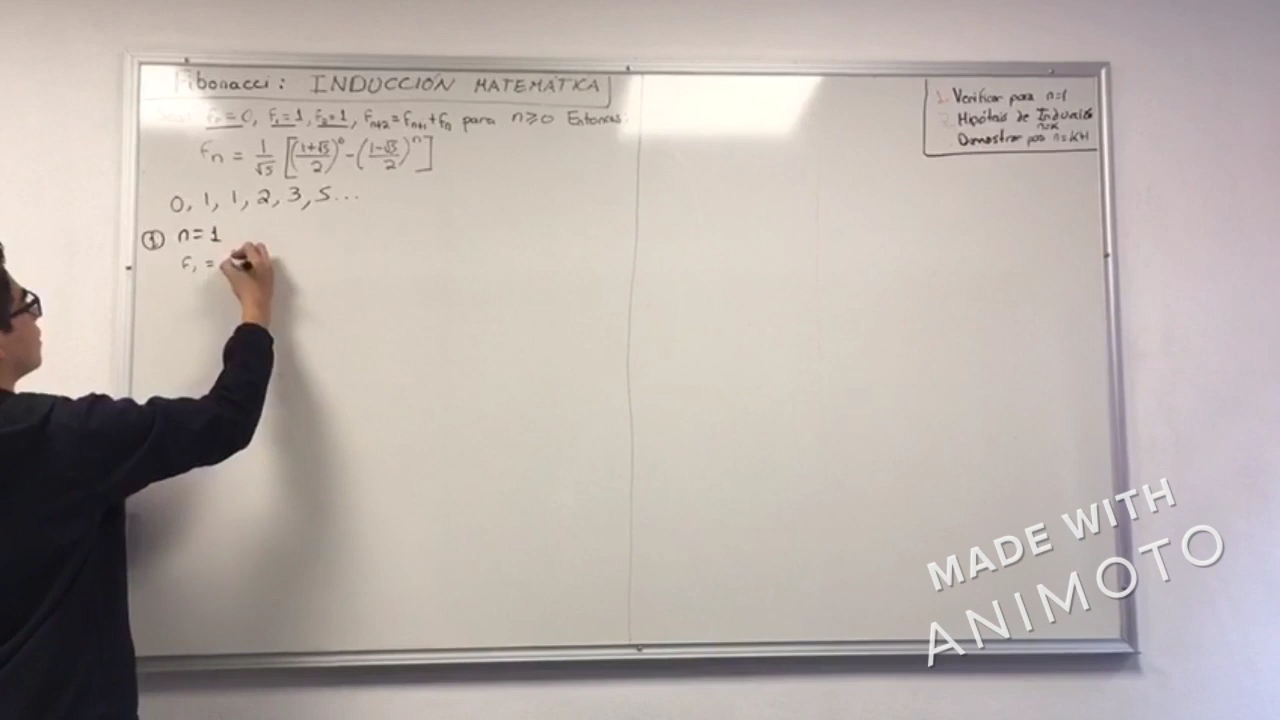 Fibonacci: INDUCCIÓN MATEMÁTICA
F₀=0, F₁=1, F₂=1, Fₙ₊₂=Fₙ₊₁+Fₙ para n≥0 Entonces:
Fₙ = 1/√5 [((1+√5)/2)ⁿ-((1-√5)/2)ⁿ]
0, 1, 1, 2, 3, 5...
① n=1
F₁ =
1. Verificar para n=1
2. Hipótesis de Inducción
n=k
Demostrar para n=k+1
MADE WITH
ANIMOTO